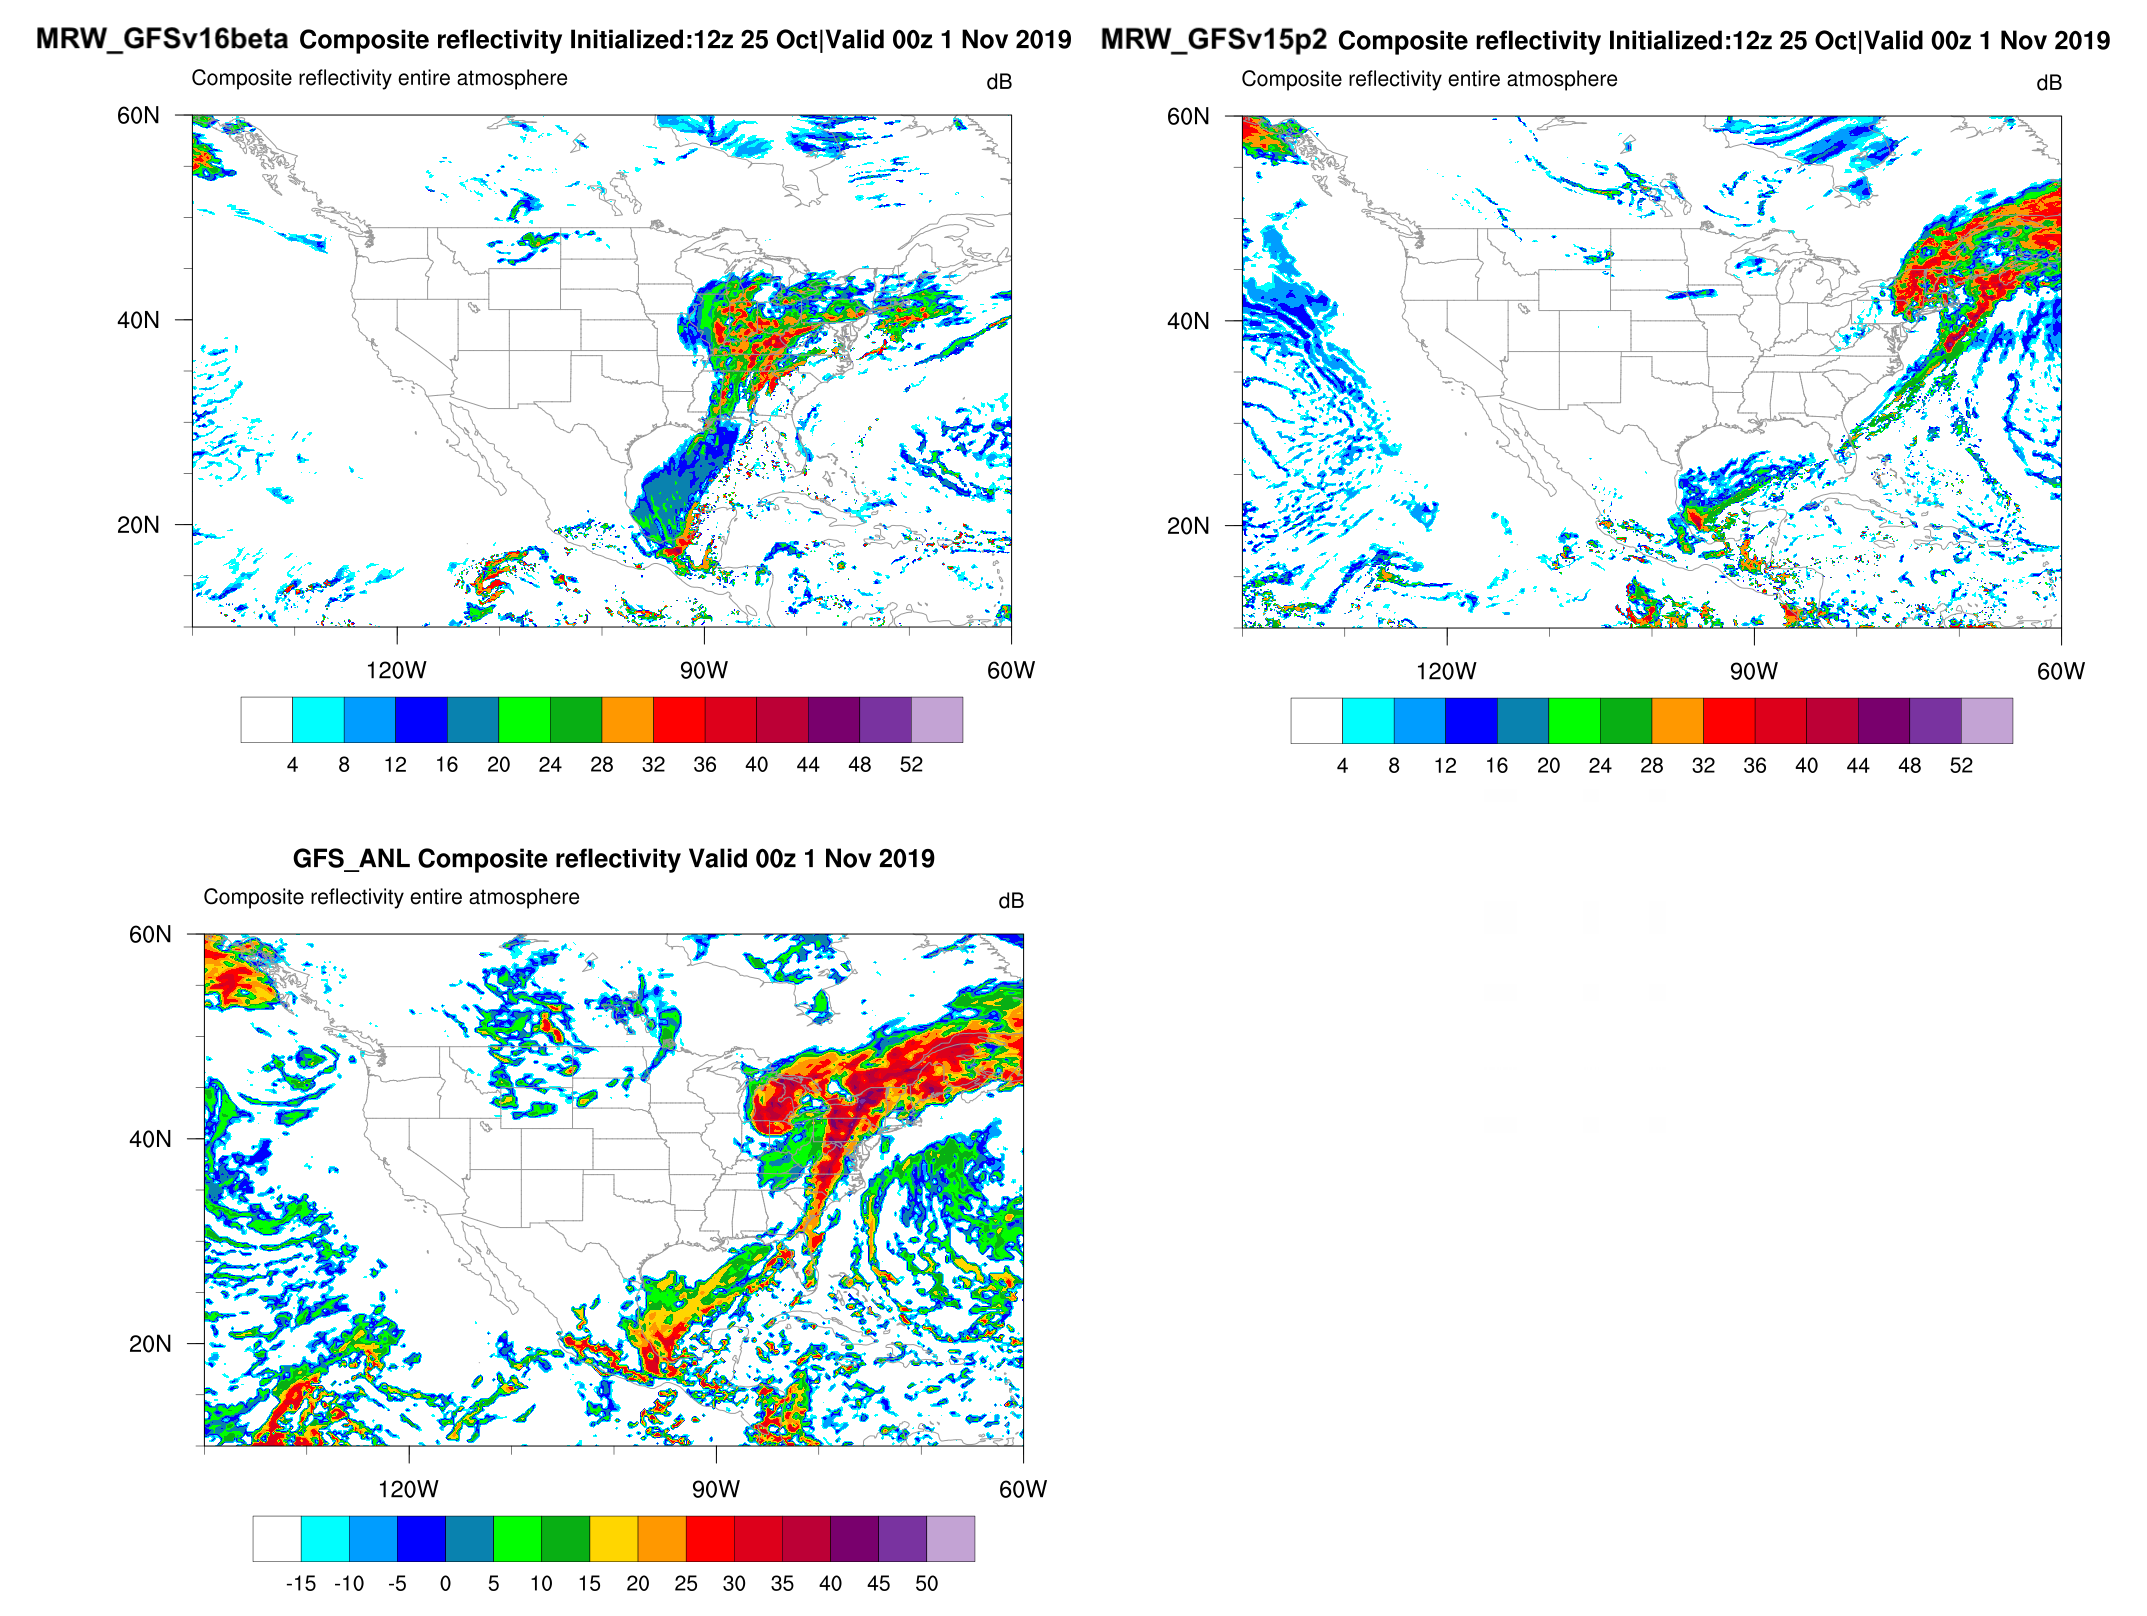 MRW_GFSv16beta Composite reflectivity Initialized:12z 25 Oct|Valid 00z 1 Nov 2019
Composite reflectivity entire atmosphere dB
60N
40N
20N
120W 90W 60W
4 8 12 16 20 24 28 32 36 40 44 48 52
MRW_GFSv15p2 Composite reflectivity Initialized:12z 25 Oct|Valid 00z 1 Nov 2019
Composite reflectivity entire atmosphere dB
60N
40N
20N
120W 90W 60W
4 8 12 16 20 24 28 32 36 40 44 48 52
GFS_ANL Composite reflectivity Valid 00z 1 Nov 2019
Composite reflectivity entire atmosphere dB
60N
40N
20N
120W 90W 60W
-15 -10 -5 0 5 10 15 20 25 30 35 40 45 50